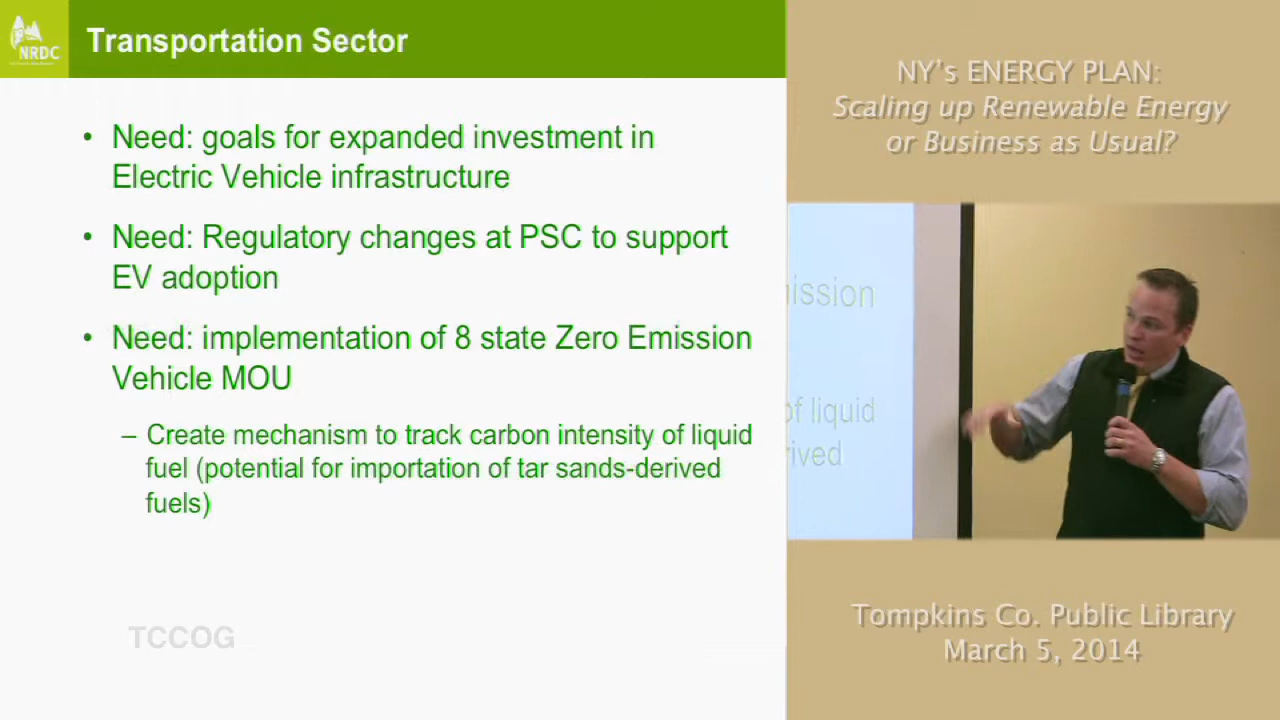 NRDC
Transportation Sector
• Need: goals for expanded investment in
Electric Vehicle infrastructure
• Need: Regulatory changes at PSC to support
EV adoption
• Need: implementation of 8 state Zero Emission
Vehicle MOU
– Create mechanism to track carbon intensity of liquid
fuel (potential for importation of tar sands-derived
fuels)
TCCOG
NY's ENERGY PLAN:
Scaling up Renewable Energy
or Business as Usual?
ission
of liquid
rived
Tompkins Co. Public Library
March 5, 2014